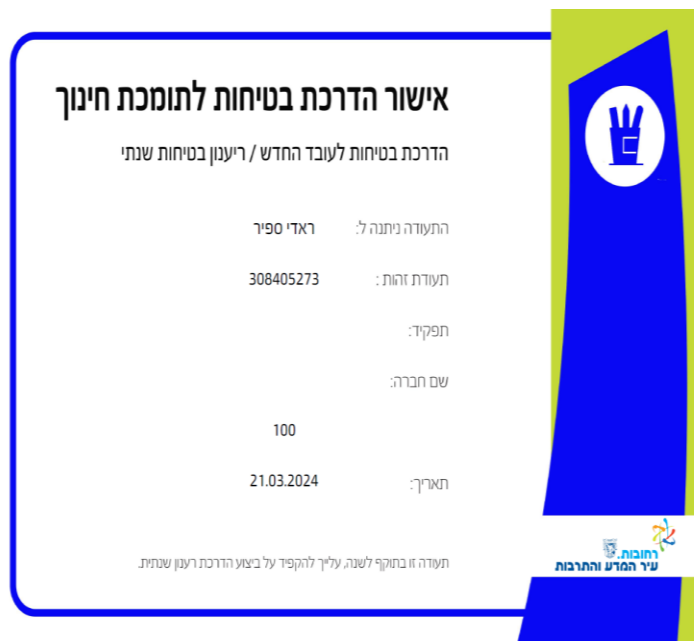 אישור הדרכת בטיחות לתומכת חינוך
הדרכת בטיחות לעובד החדש / ריענון בטיחות שנתי
התעודה ניתנה ל: ראדי ספיר
תעודת זהות : 308405273
תפקיד:
שם חברה:
100
תאריך: 21.03.2024
תעודה זו בתוקף לשנה, עלייך להקפיד על ביצוע הדרכת רענון שנתית.
רחובות.
עיר המדע והתרבות